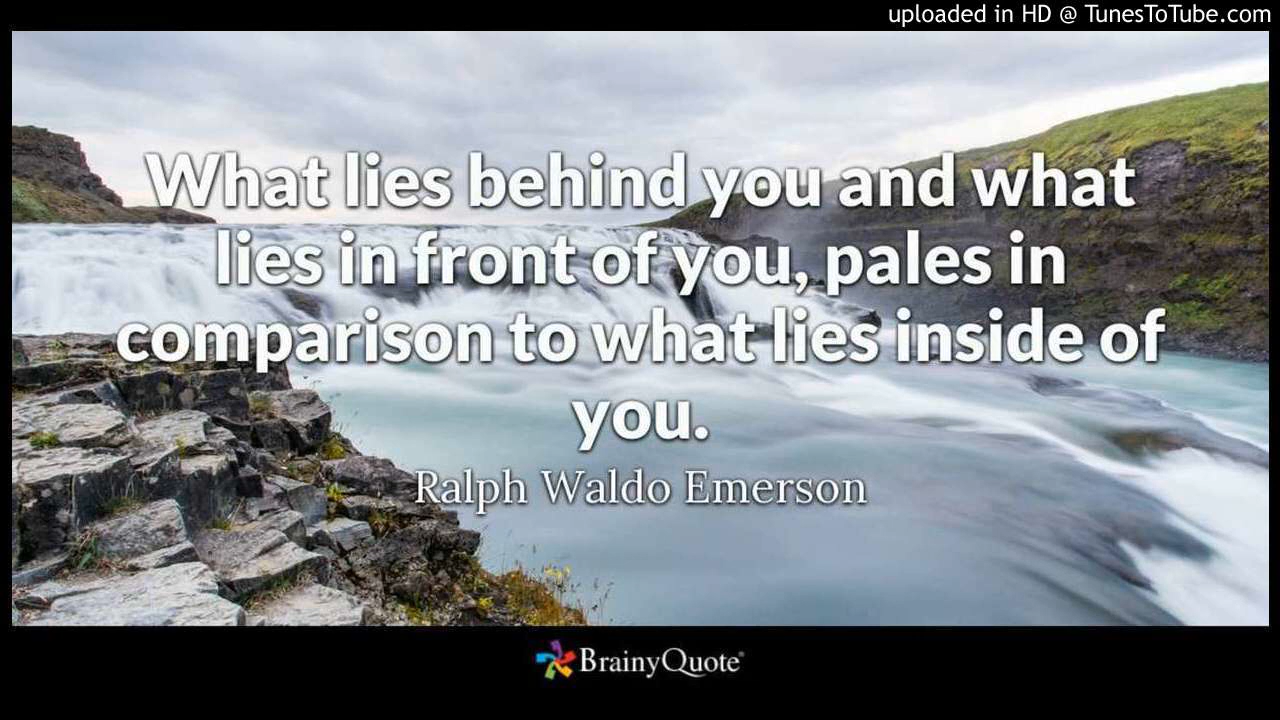 uploaded in HD @ TunesToTube.com
What lies behind you and what
lies in front of you, pales in
comparison to what lies inside of
you.
Ralph Waldo Emerson
BrainyQuote®